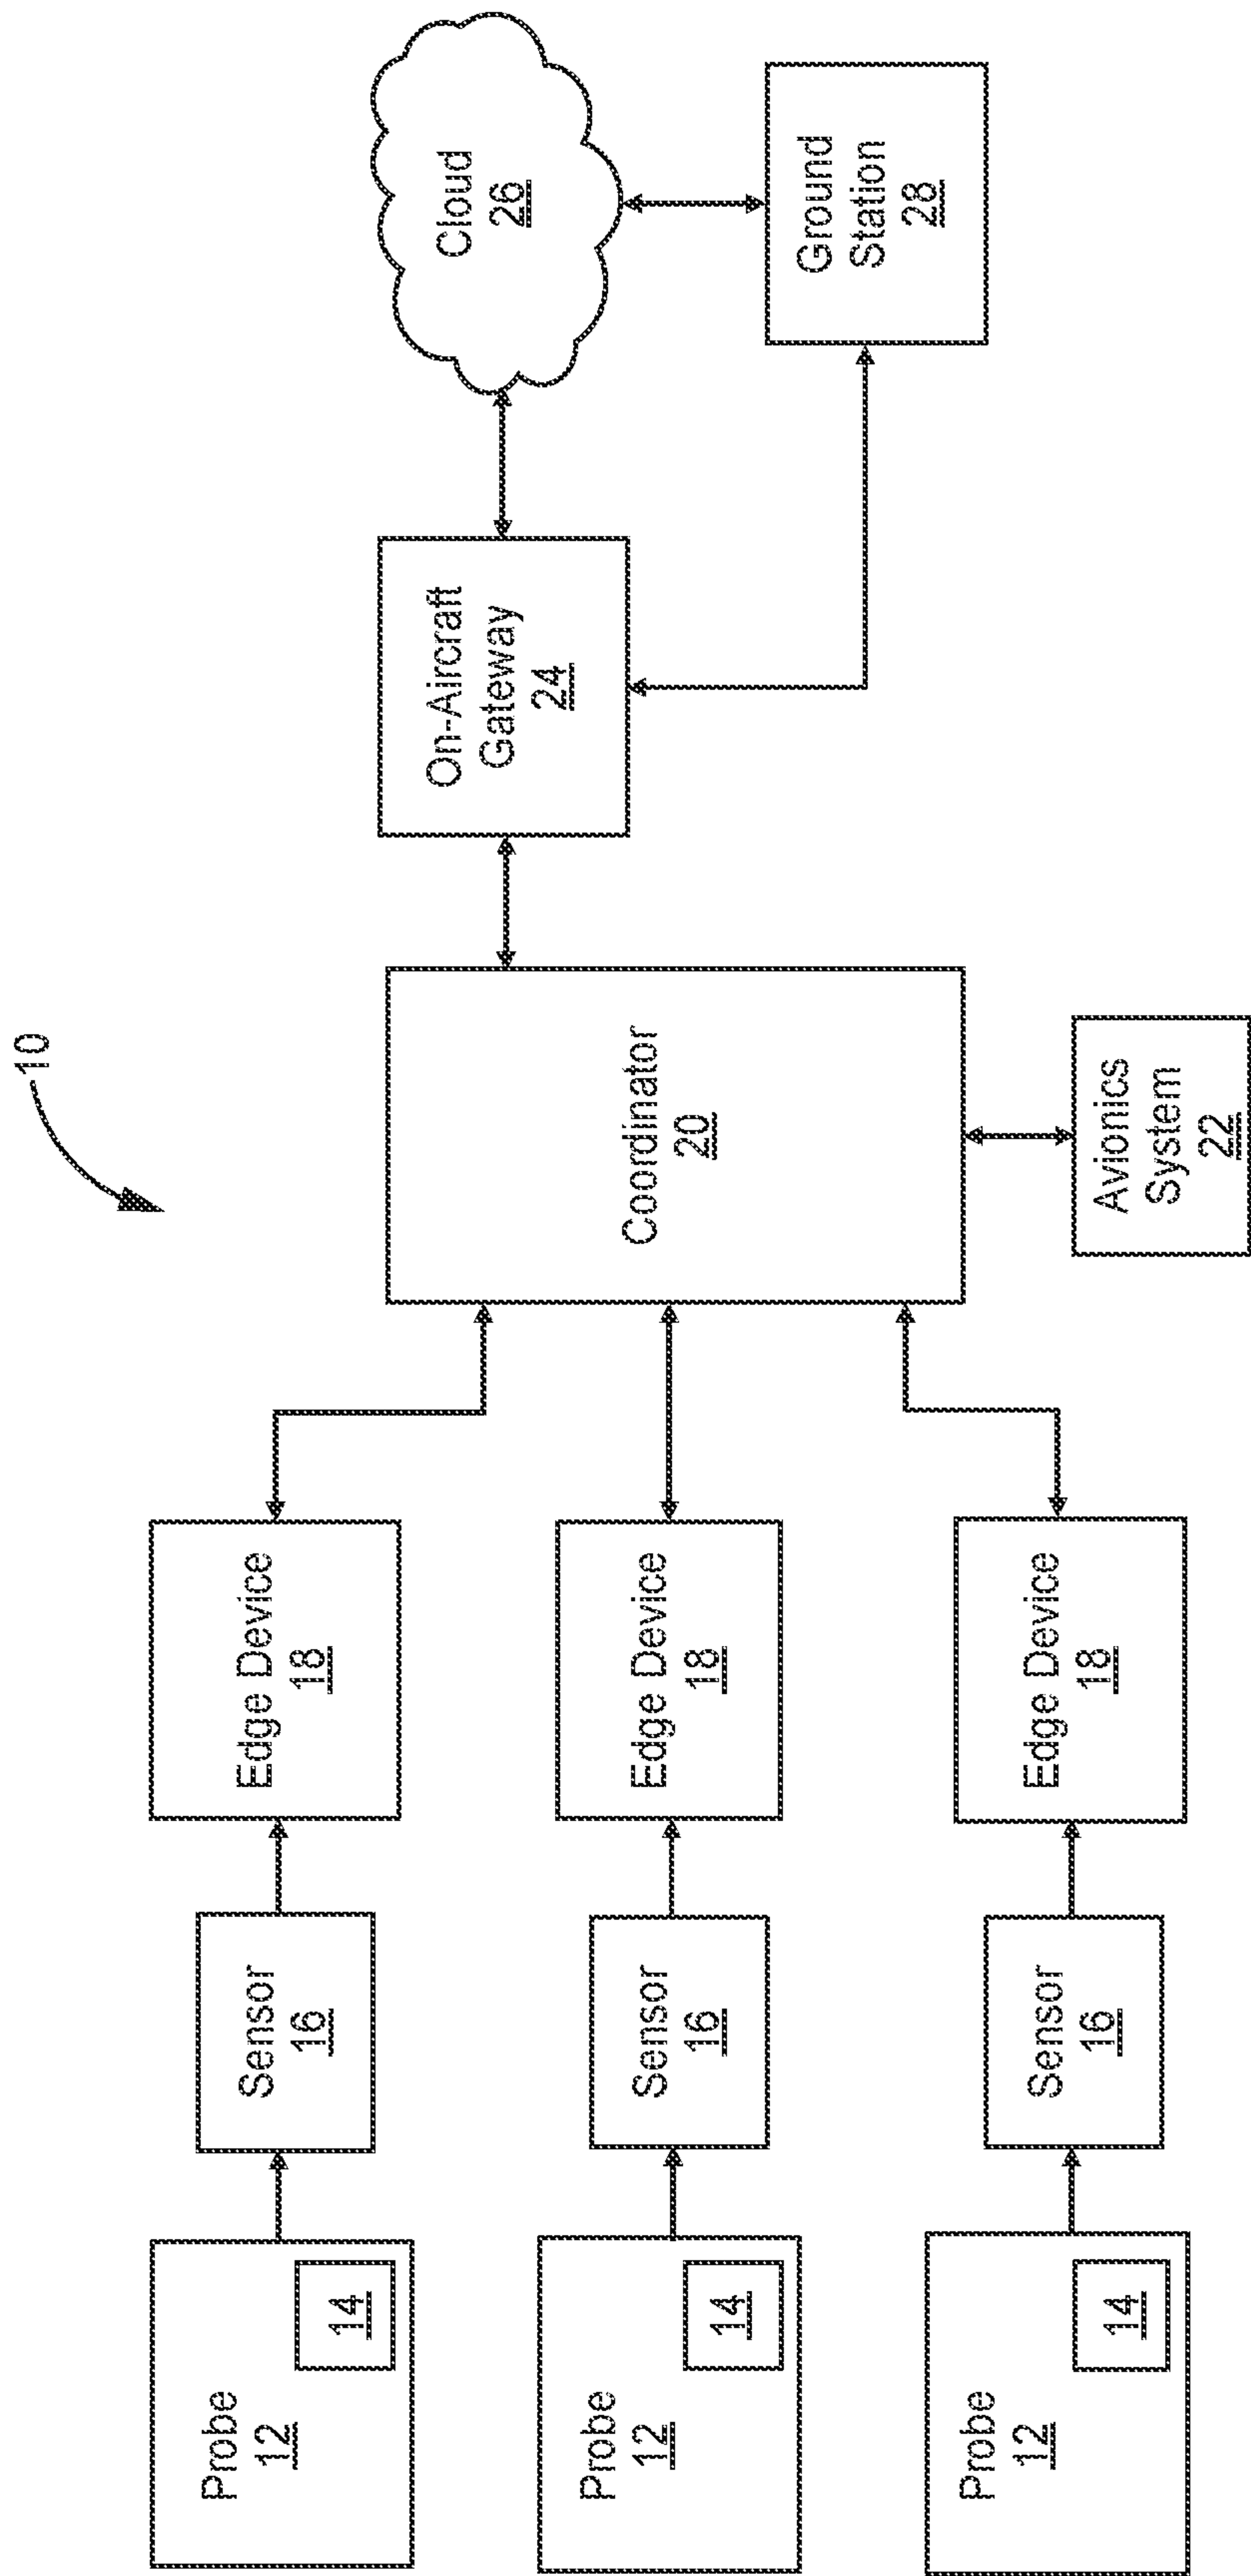 10
Probe
12
14
Sensor
16
Edge Device
18
Probe
12
14
Sensor
16
Edge Device
18
Probe
12
14
Sensor
16
Edge Device
18
Coordinator
20
Avionics
System
22
On-Aircraft
Gateway
24
Cloud
26
Ground
Station
28